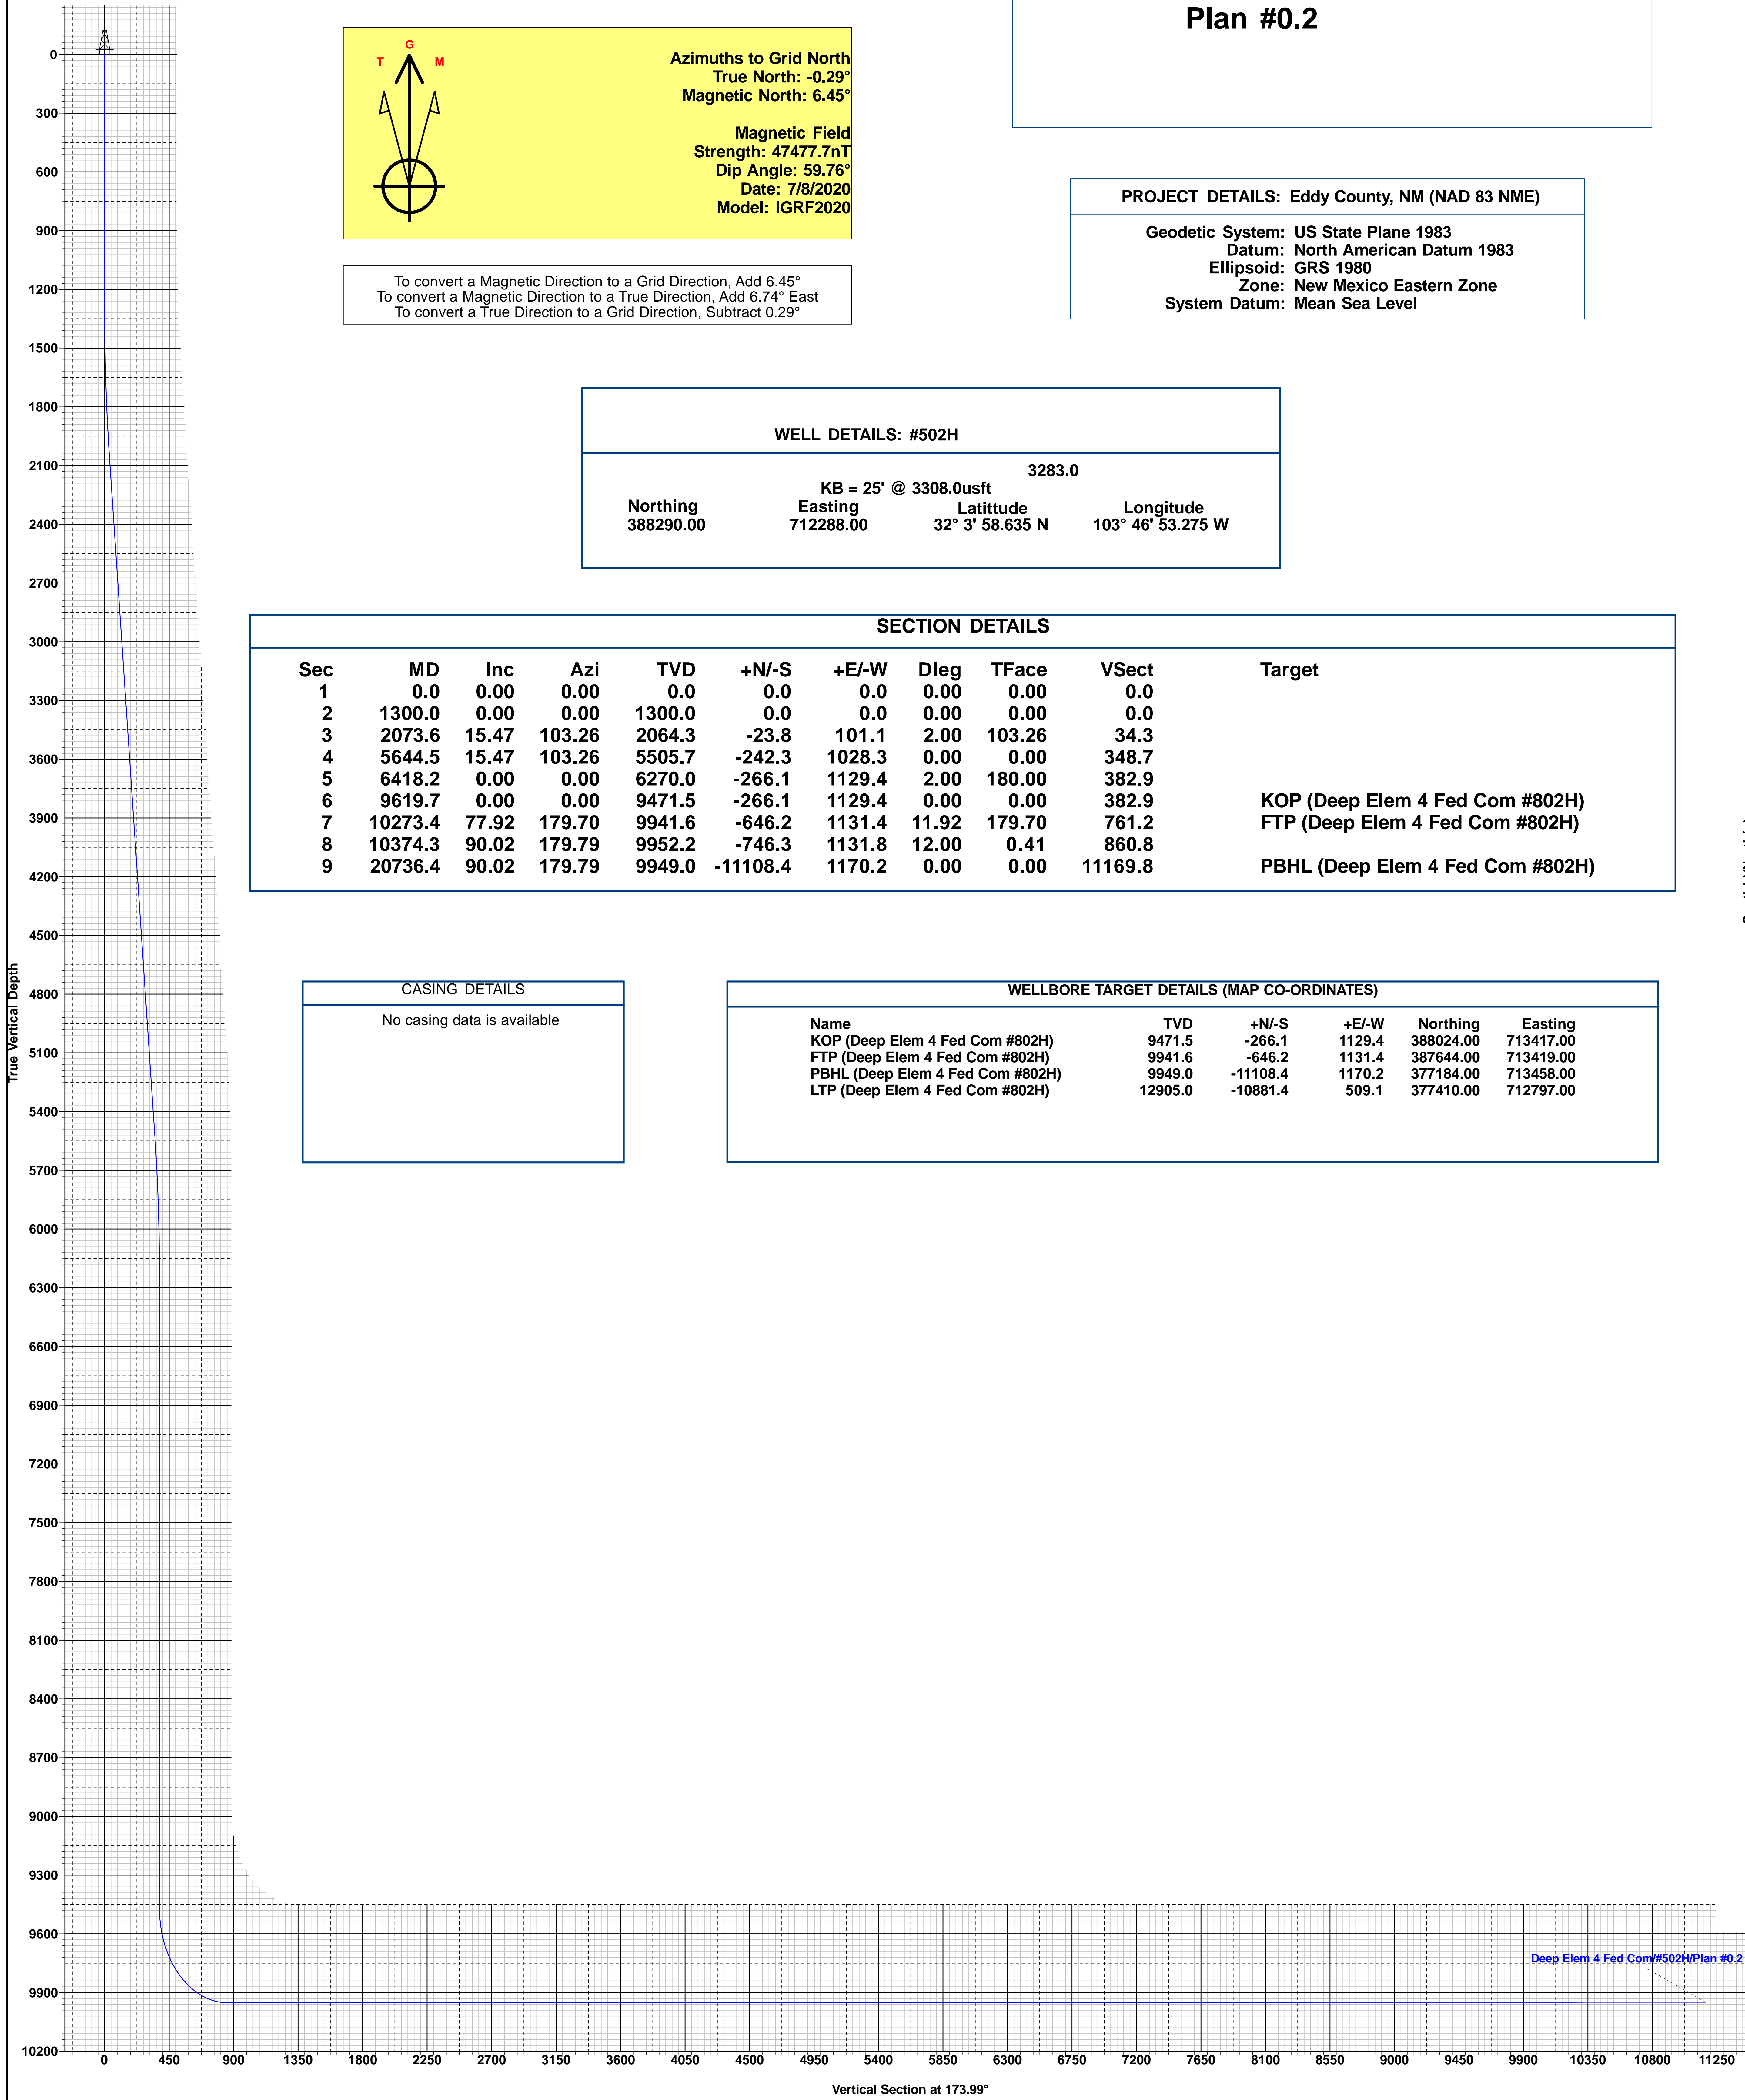 Plan #0.2
G
T M
Azimuths to Grid North
True North: -0.29°
Magnetic North: 6.45°
Magnetic Field
Strength: 47477.7nT
Dip Angle: 59.76°
Date: 7/8/2020
Model: IGRF2020
To convert a Magnetic Direction to a Grid Direction, Add 6.45°
To convert a Magnetic Direction to a True Direction, Add 6.74° East
To convert a True Direction to a Grid Direction, Subtract 0.29°
PROJECT DETAILS: Eddy County, NM (NAD 83 NME)
Geodetic System: US State Plane 1983
Datum: North American Datum 1983
Ellipsoid: GRS 1980
Zone: New Mexico Eastern Zone
System Datum: Mean Sea Level
WELL DETAILS: #502H
3283.0
KB = 25' @ 3308.0usft
Northing Easting Latittude Longitude
388290.00 712288.00 32° 3' 58.635 N 103° 46' 53.275 W
SECTION DETAILS
Sec MD Inc Azi TVD +N/-S +E/-W Dleg TFace VSect Target
1 0.0 0.00 0.00 0.0 0.0 0.0 0.00 0.00 0.0
2 1300.0 0.00 0.00 1300.0 0.0 0.0 0.00 0.00 0.0
3 2073.6 15.47 103.26 2064.3 -23.8 101.1 2.00 103.26 34.3
4 5644.5 15.47 103.26 5505.7 -242.3 1028.3 0.00 0.00 348.7
5 6418.2 0.00 0.00 6270.0 -266.1 1129.4 2.00 180.00 382.9
6 9619.7 0.00 0.00 9471.5 -266.1 1129.4 0.00 0.00 382.9 KOP (Deep Elem 4 Fed Com #802H)
7 10273.4 77.92 179.70 9941.6 -646.2 1131.4 11.92 179.70 761.2 FTP (Deep Elem 4 Fed Com #802H)
8 10374.3 90.02 179.79 9952.2 -746.3 1131.8 12.00 0.41 860.8
9 20736.4 90.02 179.79 9949.0 -11108.4 1170.2 0.00 0.00 11169.8 PBHL (Deep Elem 4 Fed Com #802H)
CASING DETAILS
No casing data is available
WELLBORE TARGET DETAILS (MAP CO-ORDINATES)
Name TVD +N/-S +E/-W Northing Easting
KOP (Deep Elem 4 Fed Com #802H) 9471.5 -266.1 1129.4 388024.00 713417.00
FTP (Deep Elem 4 Fed Com #802H) 9941.6 -646.2 1131.4 387644.00 713419.00
PBHL (Deep Elem 4 Fed Com #802H) 9949.0 -11108.4 1170.2 377184.00 713458.00
LTP (Deep Elem 4 Fed Com #802H) 12905.0 -10881.4 509.1 377410.00 712797.00
True Vertical Depth
0
300
600
900
1200
1500
1800
2100
2400
2700
3000
3300
3600
3900
4200
4500
4800
5100
5400
5700
6000
6300
6600
6900
7200
7500
7800
8100
8400
8700
9000
9300
9600
9900
10200
Deep Elem 4 Fed Com/#502H/Plan #0.2
0 450 900 1350 1800 2250 2700 3150 3600 4050 4500 4950 5400 5850 6300 6750 7200 7650 8100 8550 9000 9450 9900 10350 10800 11250
Vertical Section at 173.99°